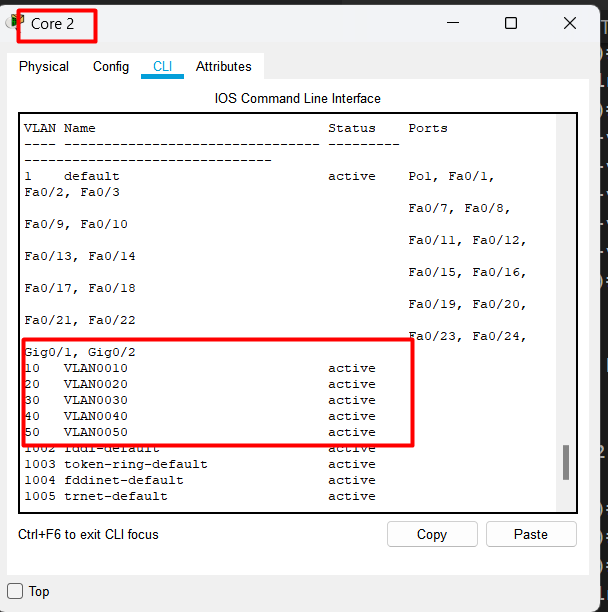 Core 2
Physical Config CLI Attributes
IOS Command Line Interface
VLAN Name Status Ports
---- -------------------------------- ---------
-------------------------------
1 default active Po1, Fa0/1,
Fa0/2, Fa0/3
Fa0/7, Fa0/8,
Fa0/9, Fa0/10
Fa0/11, Fa0/12,
Fa0/13, Fa0/14
Fa0/15, Fa0/16,
Fa0/17, Fa0/18
Fa0/19, Fa0/20,
Fa0/21, Fa0/22
Fa0/23, Fa0/24,
Gig0/1, Gig0/2
10 VLAN0010 active
20 VLAN0020 active
30 VLAN0030 active
40 VLAN0040 active
50 VLAN0050 active
1002 fddi-default active
1003 token-ring-default active
1004 fddinet-default active
1005 trnet-default active
Ctrl+F6 to exit CLI focus
Copy Paste
Top